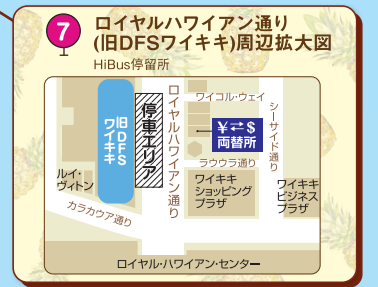 7
ロイヤルハワイアン通り
(旧DFSワイキキ)周辺拡大図
HiBus停留所
ワイコル・ウェイ
ロイヤルハワイアン通り
シーサイド通り
停車エリア
旧DFS
ワイキキ
¥⇄$
両替所
ラウウラ通り
ルイ・
ヴィトン
ワイキキ
ショッピング
プラザ
ワイキキ
ビジネス
プラザ
カラカウア通り
ロイヤル・ハワイアン・センター